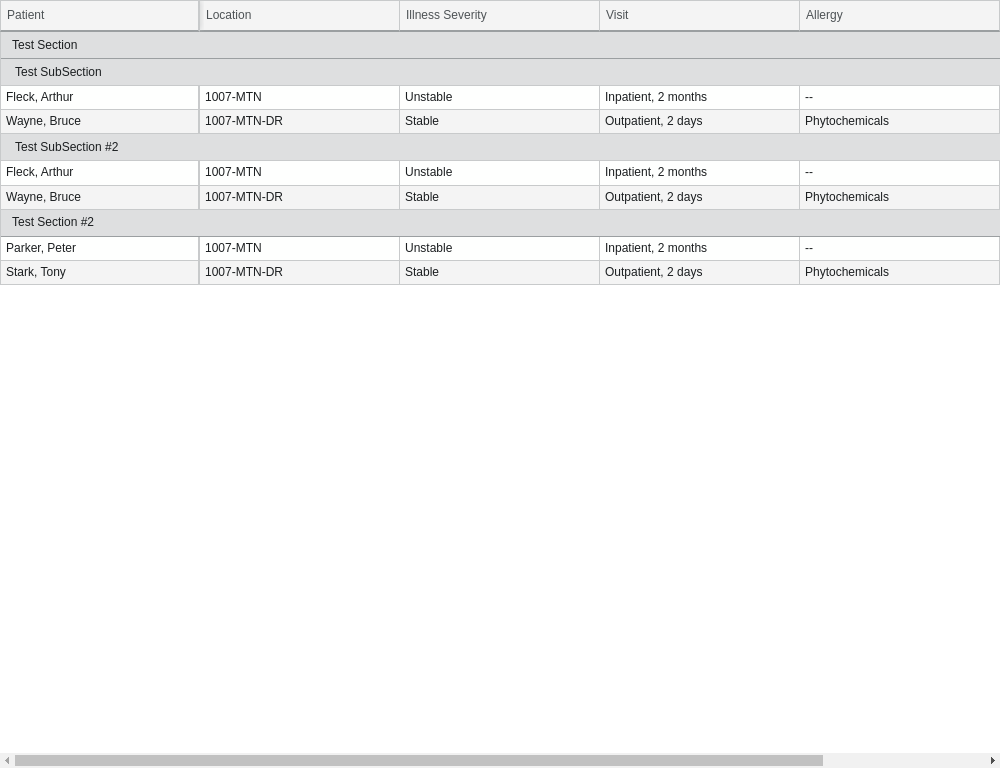 Patient Location Illness Severity Visit Allergy
Test Section
Test SubSection
Fleck, Arthur 1007-MTN Unstable Inpatient, 2 months --
Wayne, Bruce 1007-MTN-DR Stable Outpatient, 2 days Phytochemicals
Test SubSection #2
Fleck, Arthur 1007-MTN Unstable Inpatient, 2 months --
Wayne, Bruce 1007-MTN-DR Stable Outpatient, 2 days Phytochemicals
Test Section #2
Parker, Peter 1007-MTN Unstable Inpatient, 2 months --
Stark, Tony 1007-MTN-DR Stable Outpatient, 2 days Phytochemicals